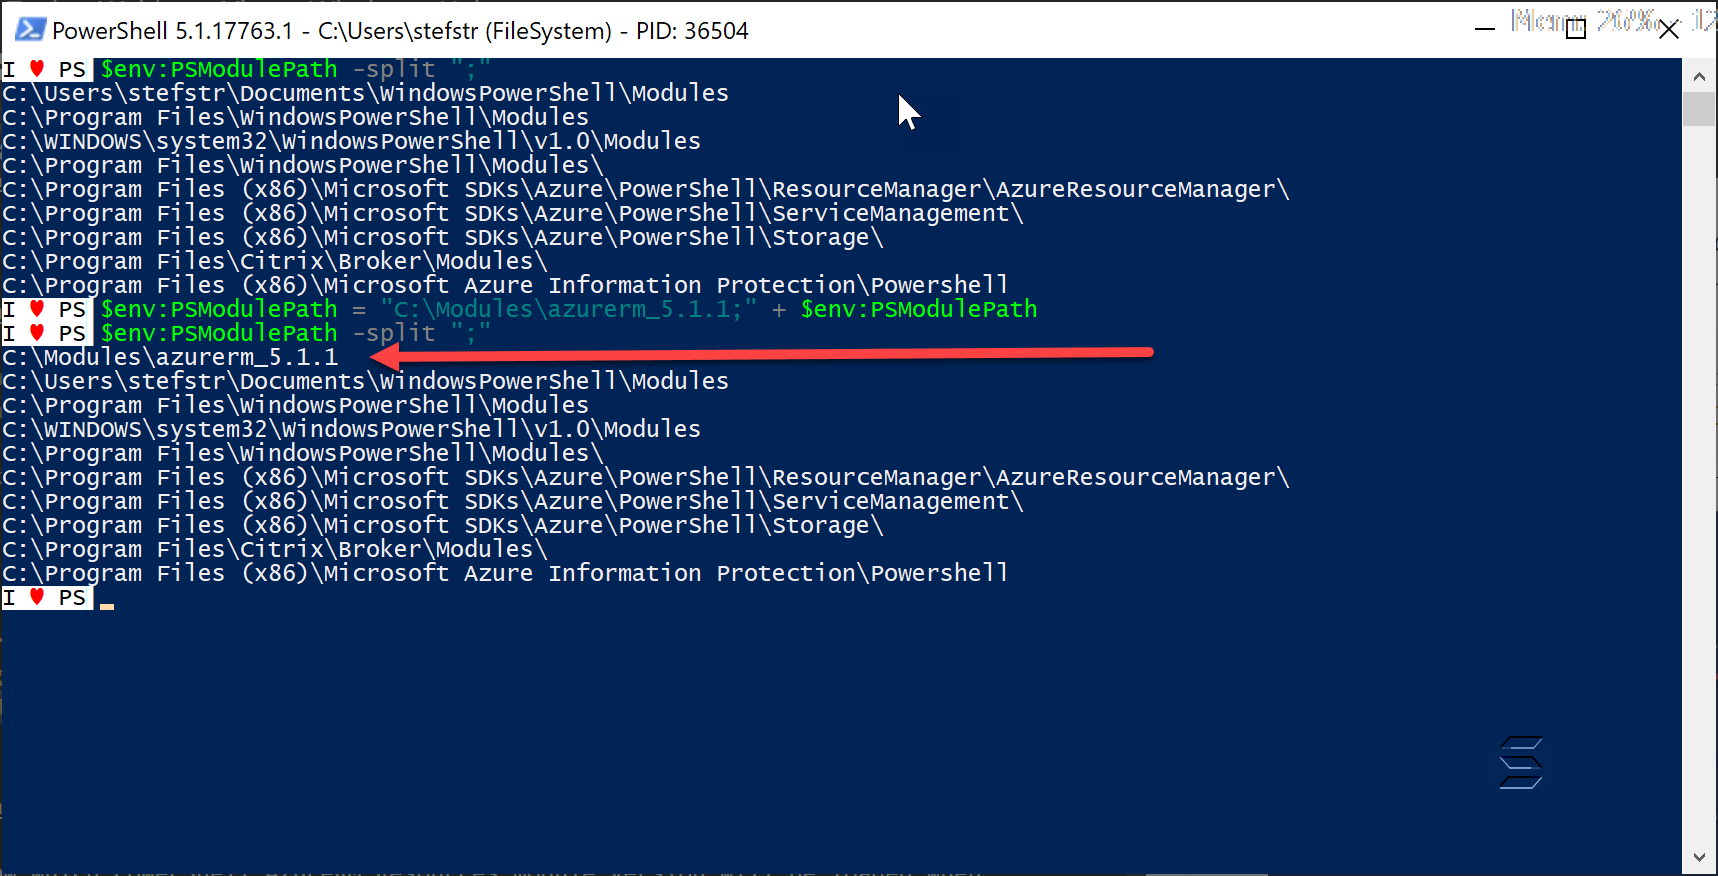 PowerShell 5.1.17763.1 - C:\Users\stefstr (FileSystem) - PID: 36504
I ♥ PS $env:PSModulePath -split ";"
C:\Users\stefstr\Documents\WindowsPowerShell\Modules
C:\Program Files\WindowsPowerShell\Modules
C:\WINDOWS\system32\WindowsPowerShell\v1.0\Modules
C:\Program Files\WindowsPowerShell\Modules\
C:\Program Files (x86)\Microsoft SDKs\Azure\PowerShell\ResourceManager\AzureResourceManager\
C:\Program Files (x86)\Microsoft SDKs\Azure\PowerShell\ServiceManagement\
C:\Program Files (x86)\Microsoft SDKs\Azure\PowerShell\Storage\
C:\Program Files\Citrix\Broker\Modules\
C:\Program Files (x86)\Microsoft Azure Information Protection\Powershell
I ♥ PS $env:PSModulePath = "C:\Modules\azurerm_5.1.1;" + $env:PSModulePath
I ♥ PS $env:PSModulePath -split ";"
C:\Modules\azurerm_5.1.1
C:\Users\stefstr\Documents\WindowsPowerShell\Modules
C:\Program Files\WindowsPowerShell\Modules
C:\WINDOWS\system32\WindowsPowerShell\v1.0\Modules
C:\Program Files\WindowsPowerShell\Modules\
C:\Program Files (x86)\Microsoft SDKs\Azure\PowerShell\ResourceManager\AzureResourceManager\
C:\Program Files (x86)\Microsoft SDKs\Azure\PowerShell\ServiceManagement\
C:\Program Files (x86)\Microsoft SDKs\Azure\PowerShell\Storage\
C:\Program Files\Citrix\Broker\Modules\
C:\Program Files (x86)\Microsoft Azure Information Protection\Powershell
I ♥ PS